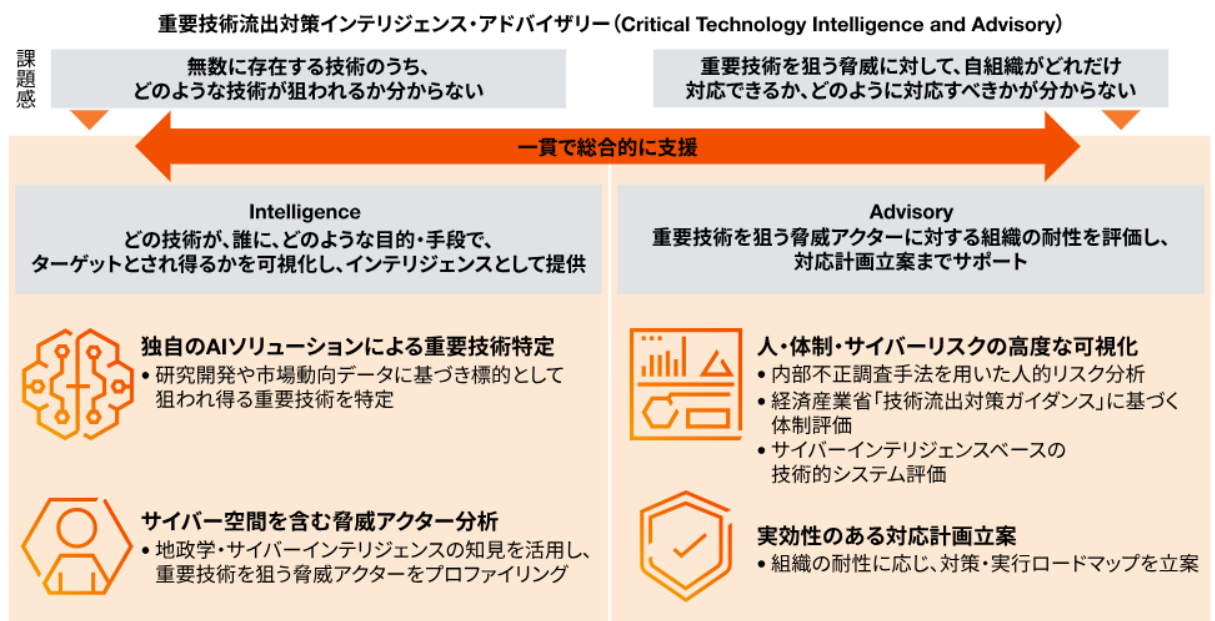 重要技術流出対策インテリジェンス・アドバイザリー（Critical Technology Intelligence and Advisory）
課題感
無数に存在する技術のうち、
どのような技術が狙われるか分からない
重要技術を狙う脅威に対して、自組織がどれだけ
対応できるか、どのように対応すべきかが分からない
一貫で総合的に支援
Intelligence
どの技術が、誰に、どのような目的・手段で、
ターゲットとされ得るかを可視化し、インテリジェンスとして提供
独自のAIソリューションによる重要技術特定
• 研究開発や市場動向データに基づき標的として
狙われ得る重要技術を特定
サイバー空間を含む脅威アクター分析
• 地政学・サイバーインテリジェンスの知見を活用し、
重要技術を狙う脅威アクターをプロファイリング
Advisory
重要技術を狙う脅威アクターに対する組織の耐性を評価し、
対応計画立案までサポート
人・体制・サイバーリスクの高度な可視化
• 内部不正調査手法を用いた人的リスク分析
• 経済産業省「技術流出対策ガイダンス」に基づく
体制評価
• サイバーインテリジェンスベースの
技術的システム評価
実効性のある対応計画立案
• 組織の耐性に応じ、対策・実行ロードマップを立案